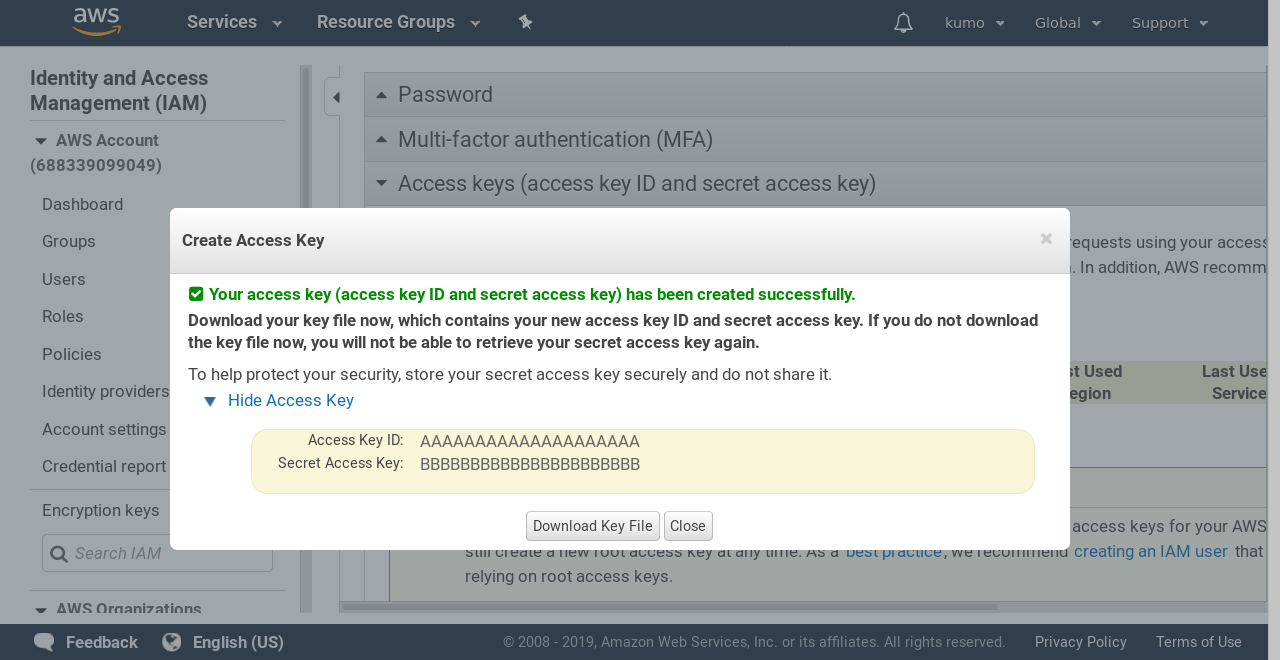 aws
Services
Resource Groups
kumo
Global
Support
Identity and Access
Management (IAM)
AWS Account
(688339099049)
Dashboard
Groups
Users
Roles
Policies
Identity providers
Account settings
Credential report
Encryption keys
Search IAM
AWS Organizations
Password
Multi-factor authentication (MFA)
Access keys (access key ID and secret access key)
requests using your access
. In addition, AWS recomm
Used
Last Use
Service
Create Access Key
Your access key (access key ID and secret access key) has been created successfully.
Download your key file now, which contains your new access key ID and secret access key. If you do not download
the key file now, you will not be able to retrieve your secret access key again.
To help protect your security, store your secret access key securely and do not share it.
Hide Access Key
Access Key ID: AAAAAAAAAAAAAAAAAAAA
Secret Access Key: BBBBBBBBBBBBBBBBBBBBBB
Download Key File
Close
access keys for your AWS
still create a new root access key at any time. As a best practice, we recommend creating an IAM user that
relying on root access keys.
Feedback
English (US)
© 2008 - 2019, Amazon Web Services, Inc. or its affiliates. All rights reserved.
Privacy Policy
Terms of Use